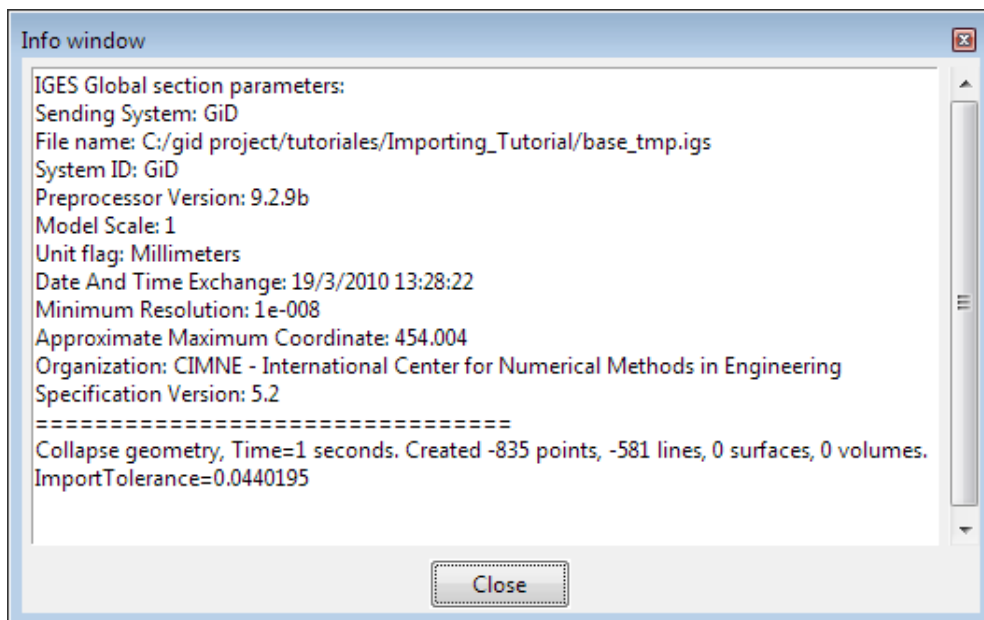 Info window
IGES Global section parameters:
Sending System: GiD
File name: C:/gid project/tutoriales/Importing_Tutorial/base_tmp.igs
System ID: GiD
Preprocessor Version: 9.2.9b
Model Scale: 1
Unit flag: Millimeters
Date And Time Exchange: 19/3/2010 13:28:22
Minimum Resolution: 1e-008
Approximate Maximum Coordinate: 454.004
Organization: CIMNE - International Center for Numerical Methods in Engineering
Specification Version: 5.2
================================
Collapse geometry, Time=1 seconds. Created -835 points, -581 lines, 0 surfaces, 0 volumes.
ImportTolerance=0.0440195
Close